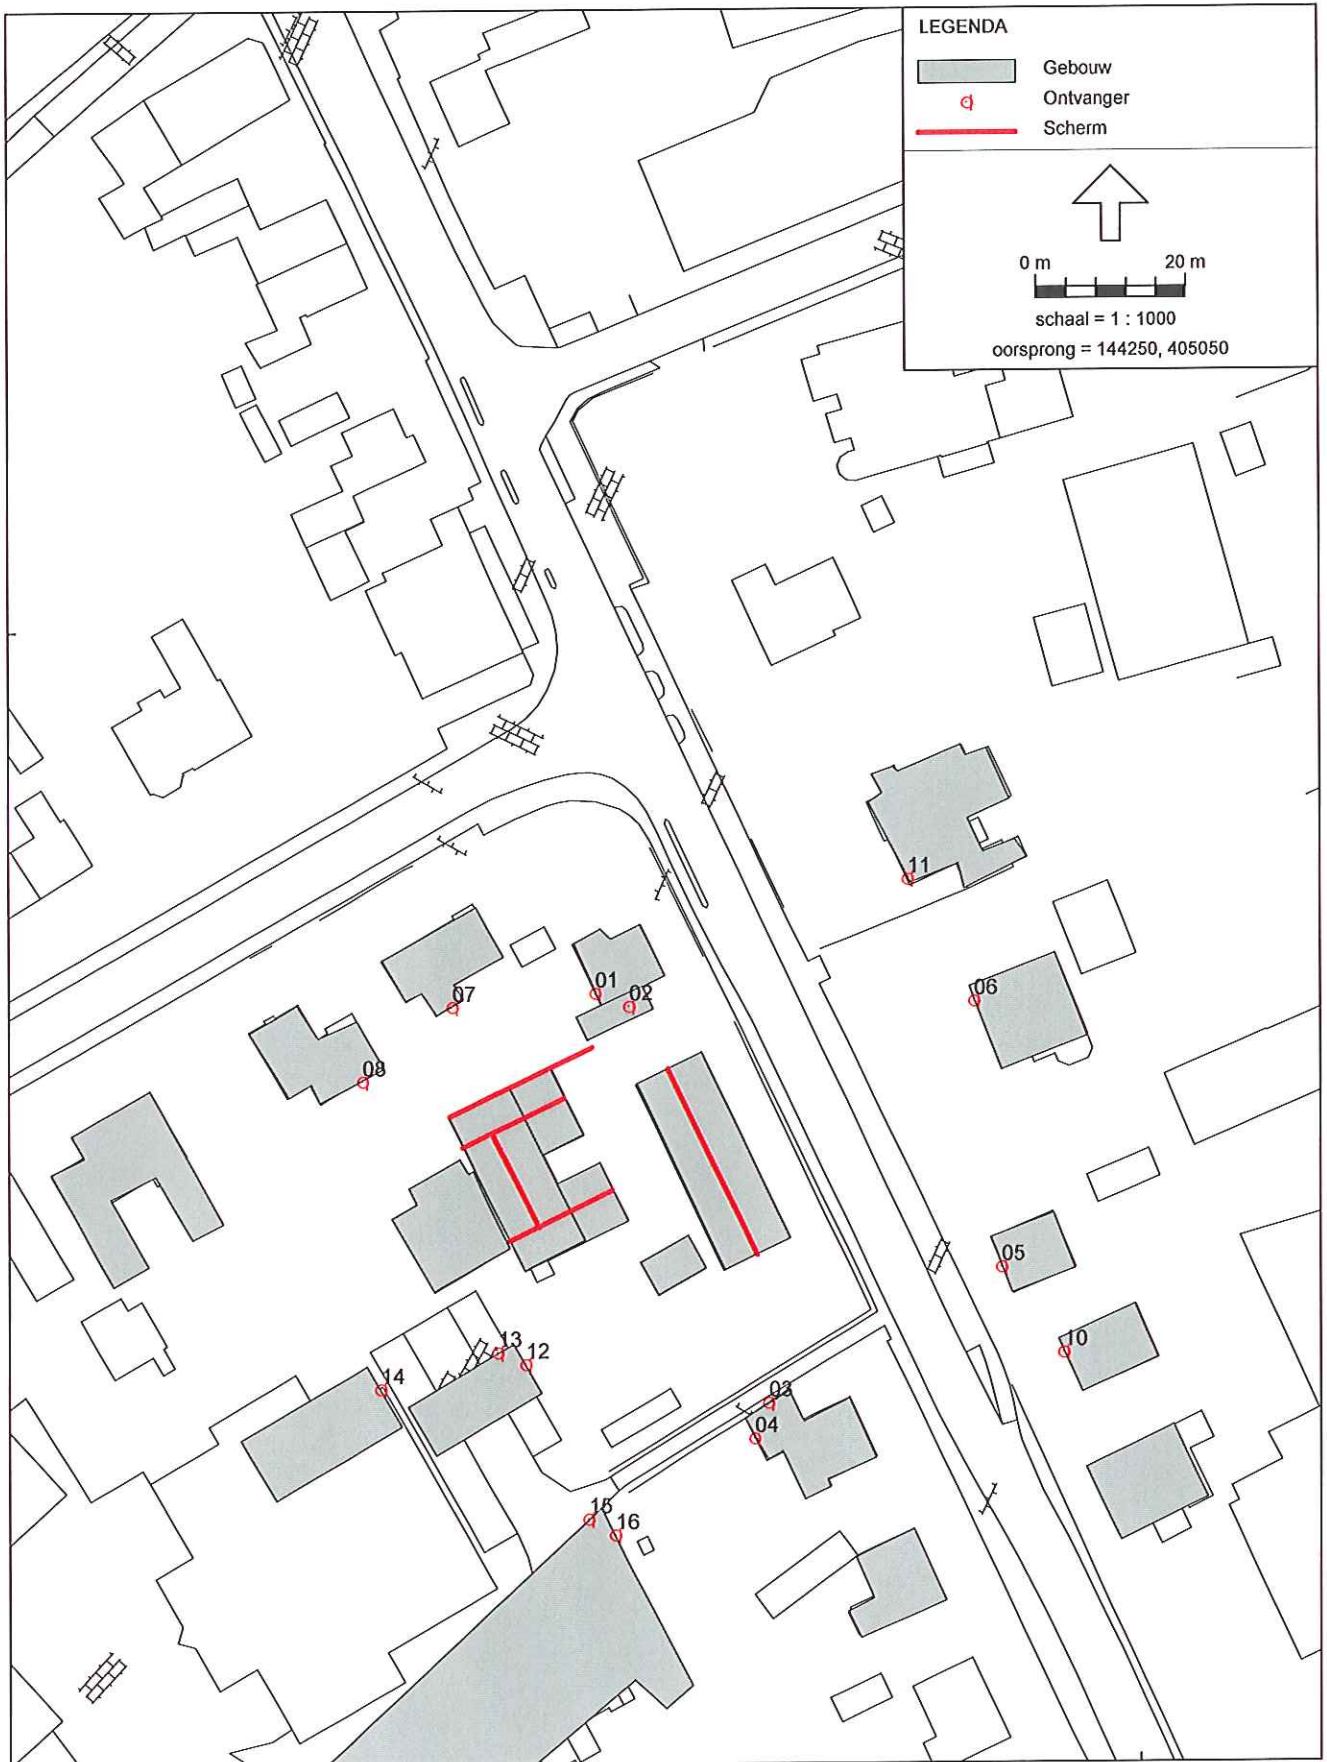 LEGENDA
Gebouw
Ontvanger
Scherm
0 m 20 m
schaal = 1 : 1000
oorsprong = 144250, 405050
11
06
01
02
07
08
05
10
13
12
14
03
04
15
16